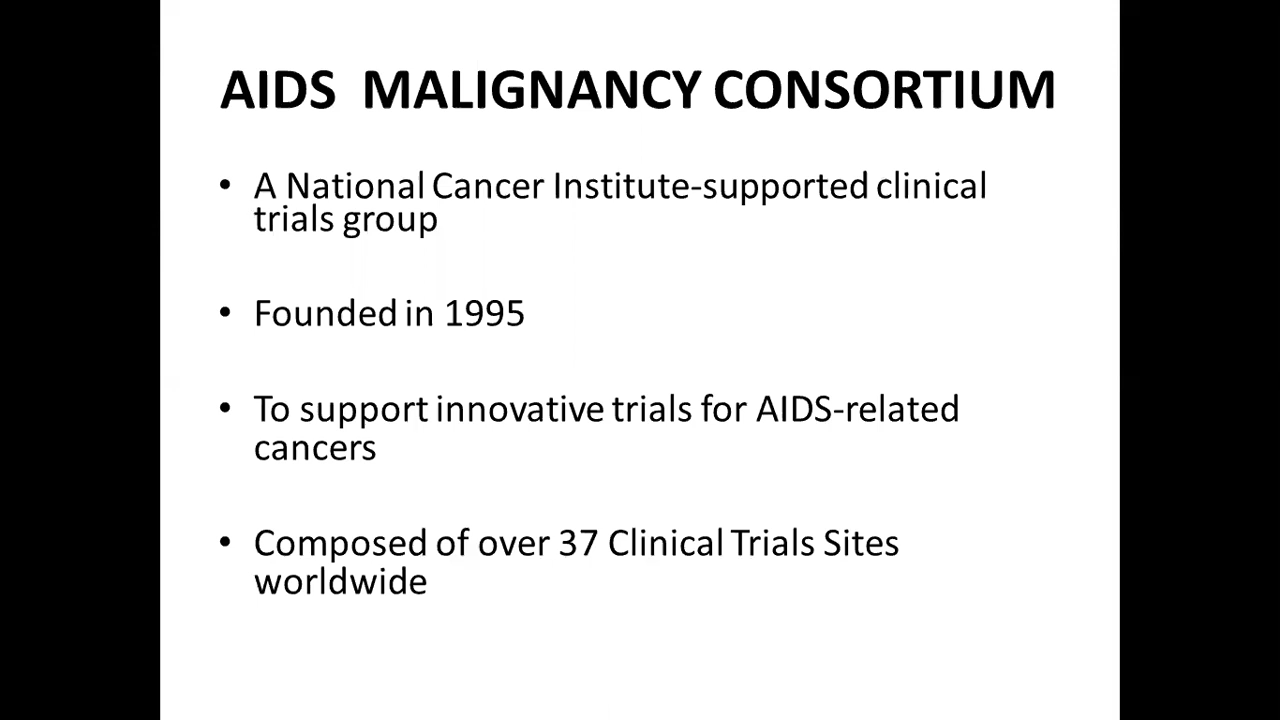 AIDS MALIGNANCY CONSORTIUM
• A National Cancer Institute-supported clinical
trials group
• Founded in 1995
• To support innovative trials for AIDS-related
cancers
• Composed of over 37 Clinical Trials Sites
worldwide